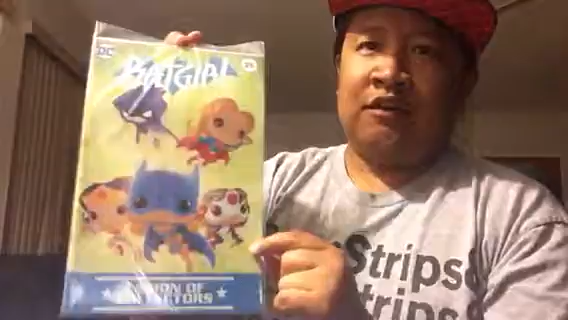 DC
BATGIRL
25
LEGION OF
COLLECTORS
Strips&
trips